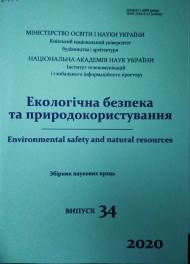 МІНІСТЕРСТВО ОСВІТИ І НАУКИ УКРАЇНИ
Київський національний університет
будівництва і архітектури
НАЦІОНАЛЬНА АКАДЕМІЯ НАУК УКРАЇНИ
Інститут телекомунікацій
і глобального інформаційного простору
Екологічна безпека
та природокористування
Environmental safety and natural resources
Збірник наукових праць
ВИПУСК 34
2020